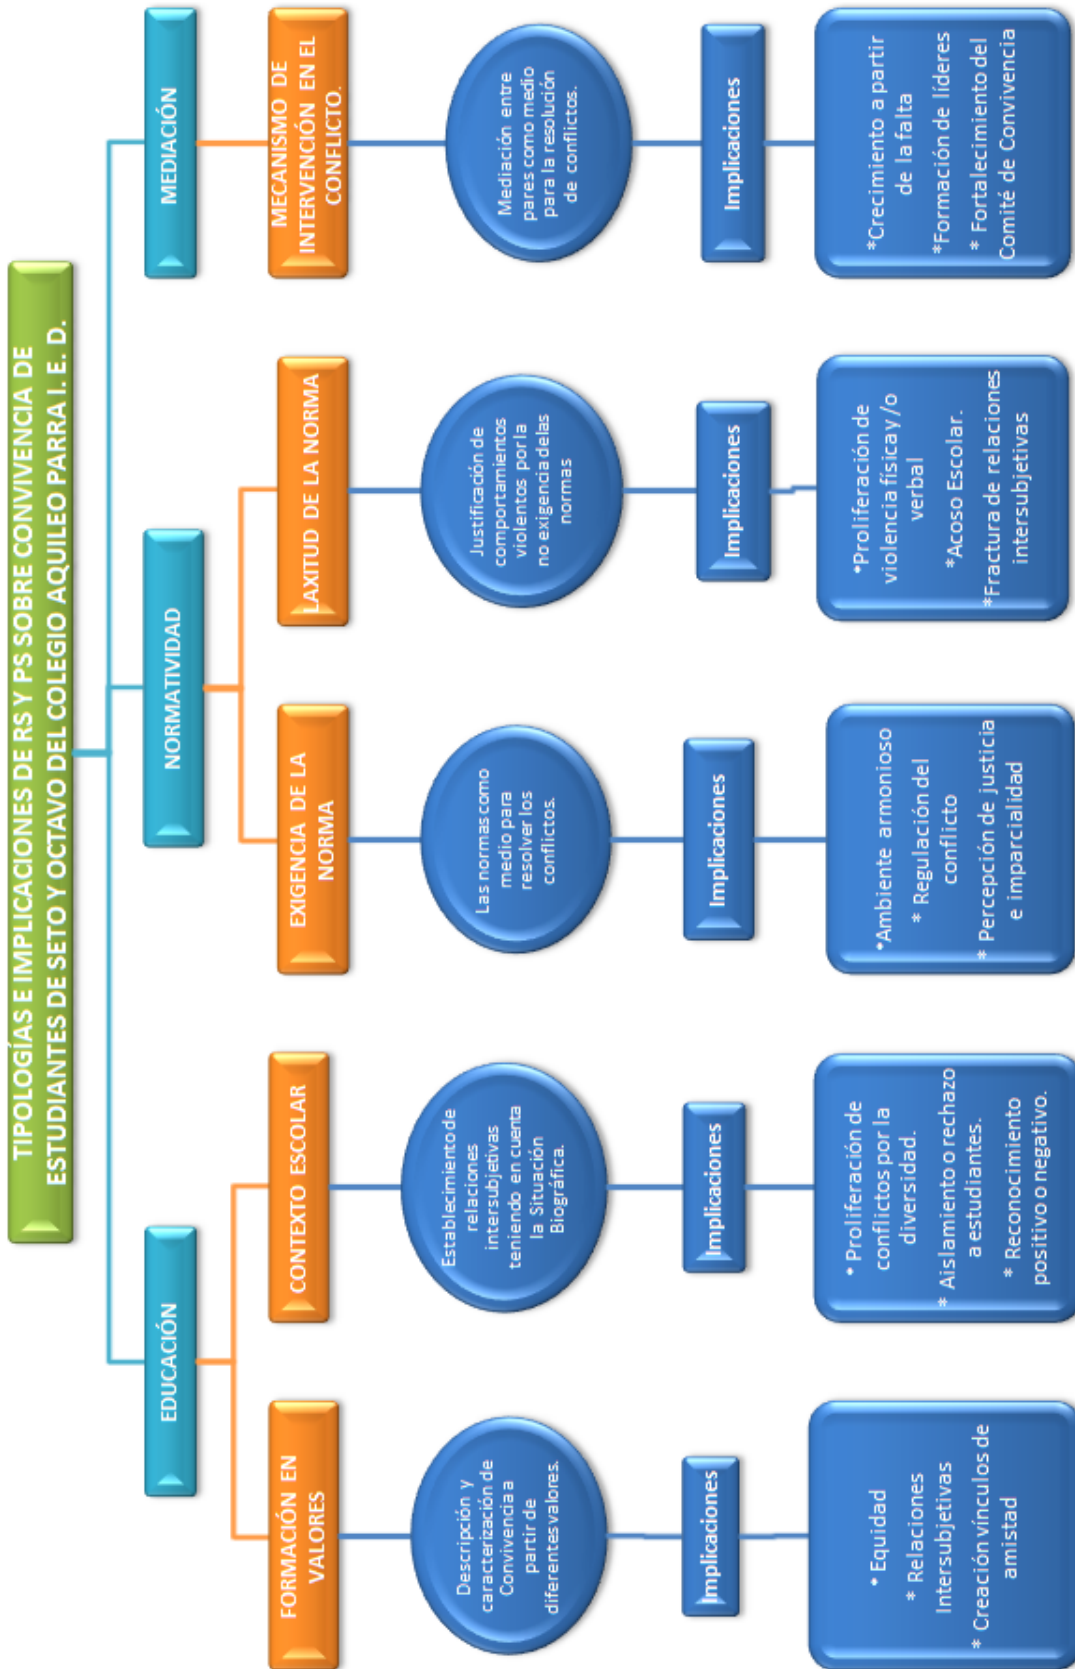 TIPOLOGÍAS E IMPLICACIONES DE RS Y PS SOBRE CONVIVENCIA DE
ESTUDIANTES DE SETO Y OCTAVO DEL COLEGIO AQUILEO PARRA I. E. D.
EDUCACIÓN
NORMATIVIDAD
MEDIACIÓN
FORMACIÓN EN
VALORES
CONTEXTO ESCOLAR
EXIGENCIA DE LA
NORMA
LAXITUD DE LA NORMA
MECANISMO DE
INTERVENCIÓN EN EL
CONFLICTO.
Descripción y
caracterización de
Convivencia a
partir de
diferentes valores.
Establecimiento de
relaciones
intersubjetivas
teniendo en cuenta
la Situación
Biográfica.
Las normas como
medio para
resolver los
conflictos.
Justificación de
comportamientos
violentos por la
no exigencia delas
normas
Mediación entre
pares como medio
para la resolución
de conflictos.
Implicaciones
Implicaciones
Implicaciones
Implicaciones
Implicaciones
* Equidad
* Relaciones
Intersubjetivas
* Creación vínculos de
amistad
* Proliferación de
conflictos por la
diversidad.
* Aislamiento o rechazo
a estudiantes.
* Reconocimiento
positivo o negativo.
*Ambiente armonioso
* Regulación del
conflicto
* Percepción de justicia
e imparcialidad
*Proliferación de
violencia física y /o
verbal
*Acoso Escolar.
*Fractura de relaciones
intersubjetivas
*Crecimiento a partir
de la falta
*Formación de líderes
* Fortalecimiento del
Comité de Convivencia